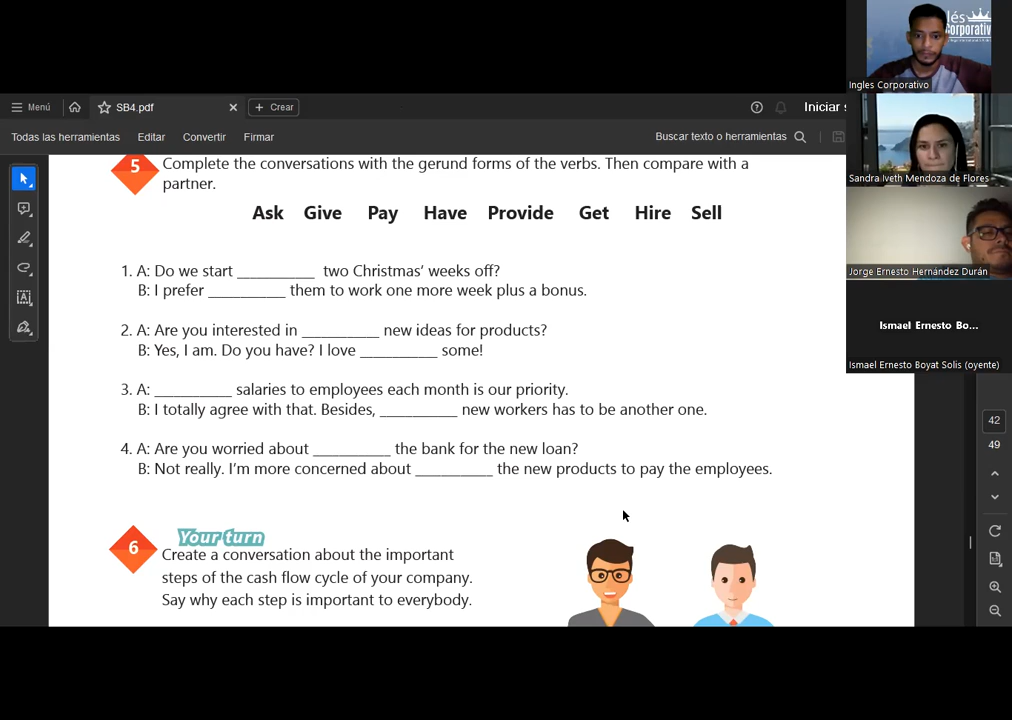 lés
Corporativ
Ingles Corporativo
Menú
SB4.pdf
Crear
Iniciar s
Todas las herramientas
Editar
Convertir
Firmar
Buscar texto o herramientas
Sandra Iveth Mendoza de Flores
Jorge Ernesto Hernández Durán
Ismael Ernesto Bo...
Ismael Ernesto Boyat Solis (oyente)
5
Complete the conversations with the gerund forms of the verbs. Then compare with a
partner.
Ask Give Pay Have Provide Get Hire Sell
1. A: Do we start __________ two Christmas’ weeks off?
B: I prefer __________ them to work one more week plus a bonus.
2. A: Are you interested in __________ new ideas for products?
B: Yes, I am. Do you have? I love __________ some!
3. A: __________ salaries to employees each month is our priority.
B: I totally agree with that. Besides, __________ new workers has to be another one.
4. A: Are you worried about __________ the bank for the new loan?
B: Not really. I’m more concerned about __________ the new products to pay the employees.
42
49
6
Your turn
Create a conversation about the important
steps of the cash flow cycle of your company.
Say why each step is important to everybody.